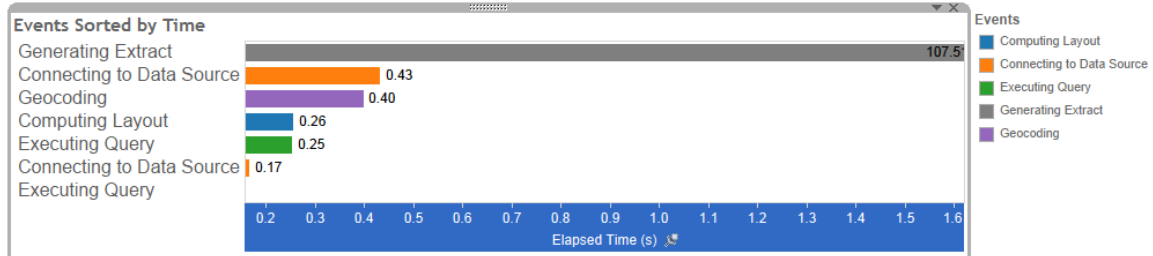 Events Sorted by Time
Generating Extract 107.51
Connecting to Data Source 0.43
Geocoding 0.40
Computing Layout 0.26
Executing Query 0.25
Connecting to Data Source 0.17
Executing Query
0.2 0.3 0.4 0.5 0.6 0.7 0.8 0.9 1.0 1.1 1.2 1.3 1.4 1.5 1.6
Elapsed Time (s)
Events
Computing Layout
Connecting to Data Source
Executing Query
Generating Extract
Geocoding